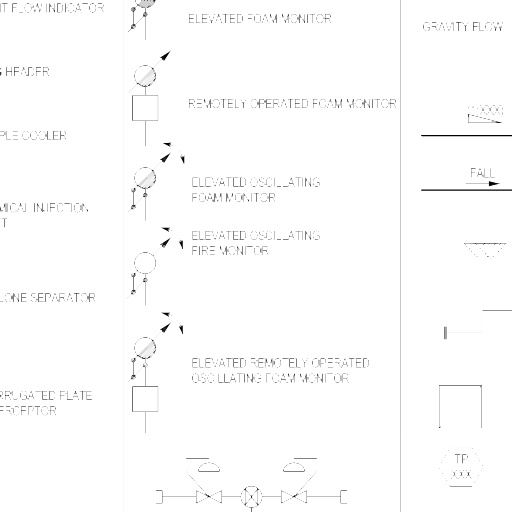 T FLOW INDICATOR
HEADER
PLE COOLER
MICAL INJECTION
T
LONE SEPARATOR
RRUGATED PLATE
ERCEPTOR
ELEVATED FOAM MONITOR
REMOTELY OPERATED FOAM MONITOR
ELEVATED OSCILLATING
FOAM MONITOR
ELEVATED OSCILLATING
FIRE MONITOR
ELEVATED REMOTELY OPERATED
OSCILLATING FOAM MONITOR
GRAVITY FLOW
FALL
TP